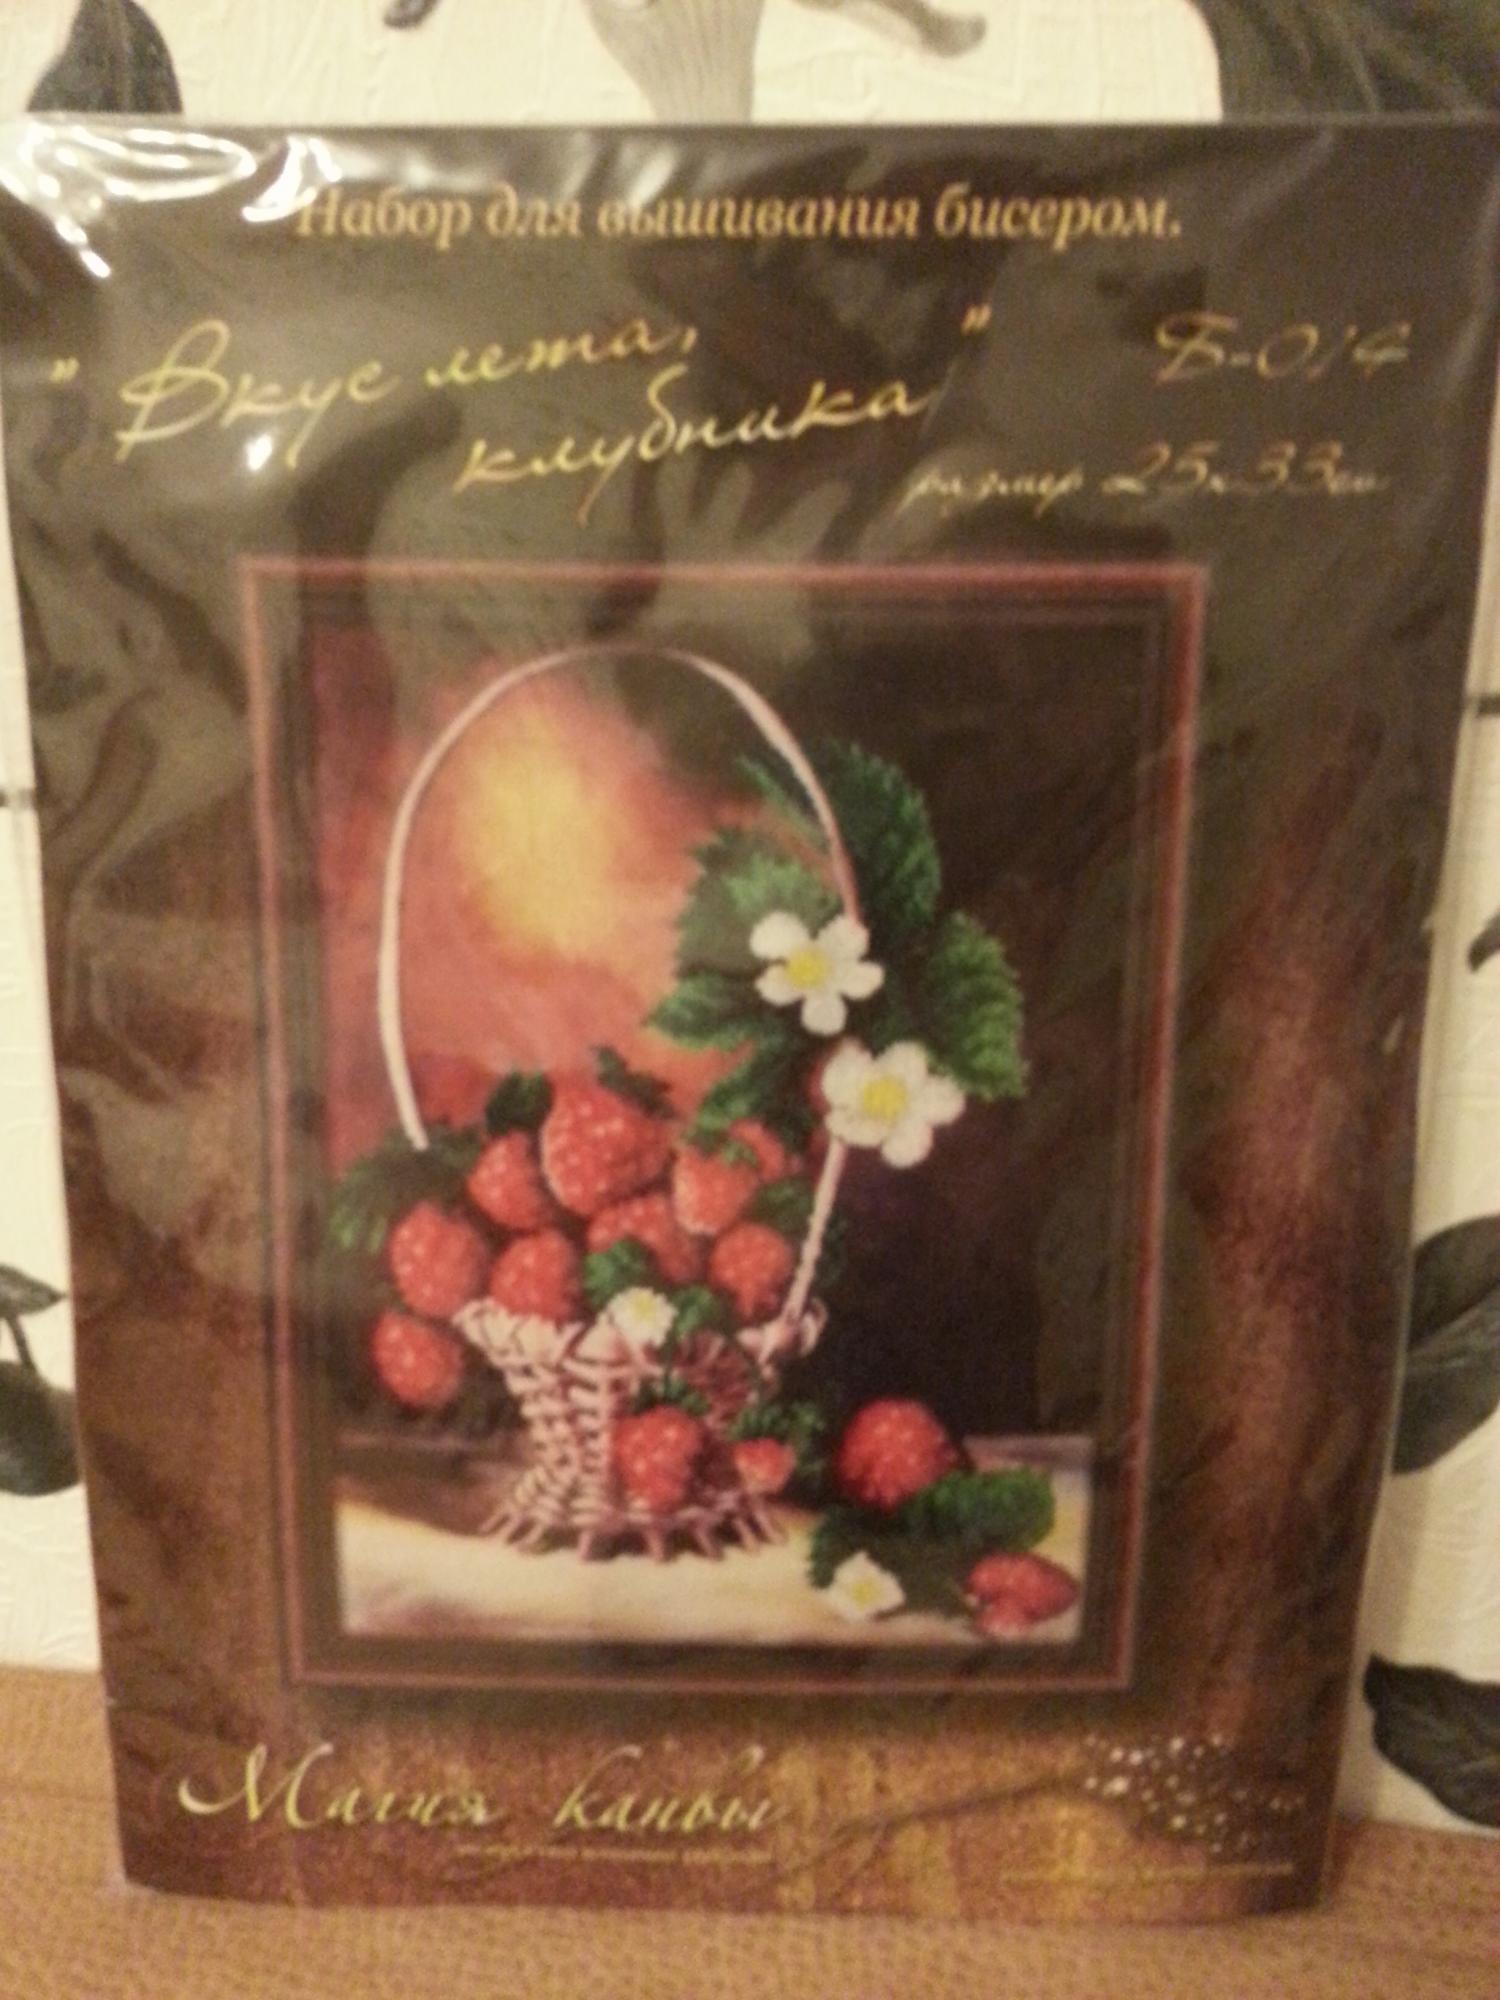 Набор для вышивания бисером.
" Вкус лета, "
клубника
Б-014
размер 25х33см
Магия канвы